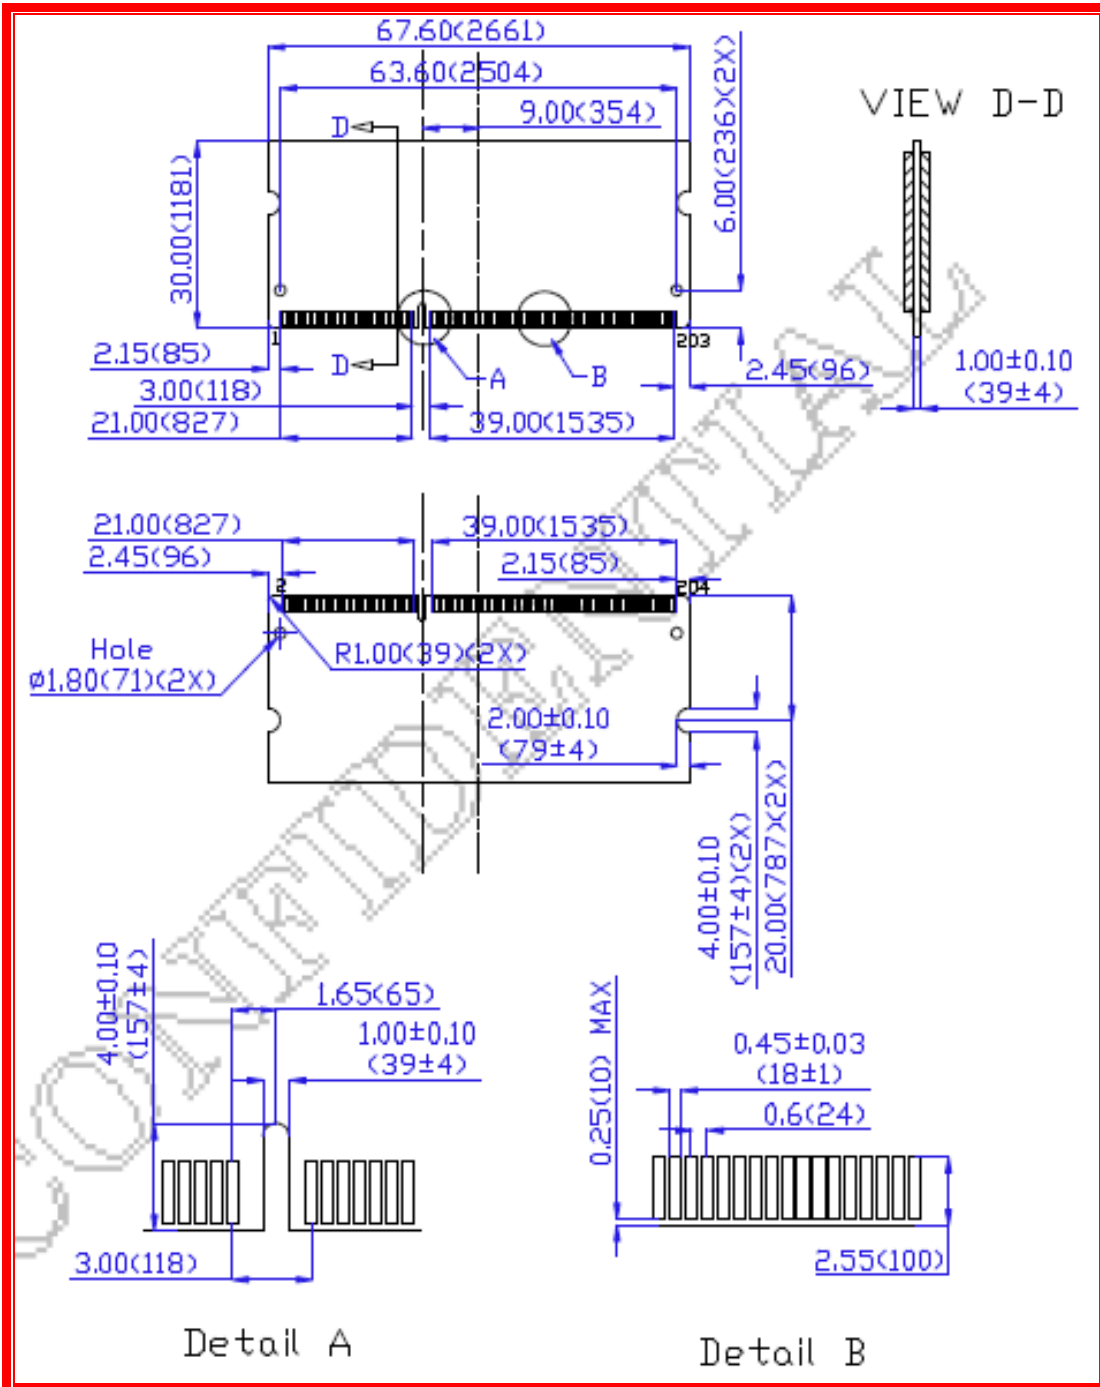 67.60(2661)
63.60(2504)
9.00(354)
VIEW D-D
D
30.00(1181)
6.00(236)(2X)
1
203
2.15(85)
D
A
B
2.45(96)
1.00±0.10
(39±4)
3.00(118)
21.00(827)
39.00(1535)
21.00(827)
39.00(1535)
2.45(96)
2.15(85)
2
204
Hole
ø1.80(71)(2X)
R1.00(39)(2X)
2.00±0.10
(79±4)
4.00±0.10
(157±4)(2X)
20.00(787)(2X)
CONFIDENTIAL
4.00±0.10
(157±4)
1.65(65)
1.00±0.10
(39±4)
3.00(118)
Detail A
0.25(10) MAX
0.45±0.03
(18±1)
0.6(24)
2.55(100)
Detail B